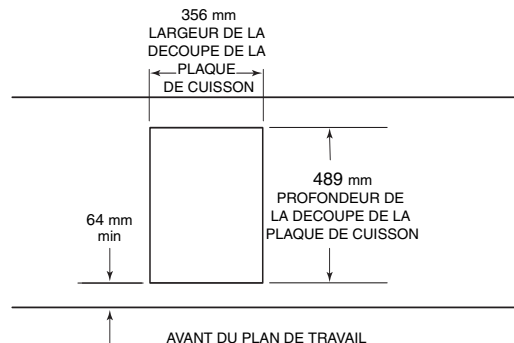 356 mm
LARGEUR DE LA
DECOUPE DE LA
PLAQUE
DE CUISSON
489 mm
PROFONDEUR DE
LA DECOUPE DE LA
PLAQUE DE CUISSON
64 mm
min
AVANT DU PLAN DE TRAVAIL